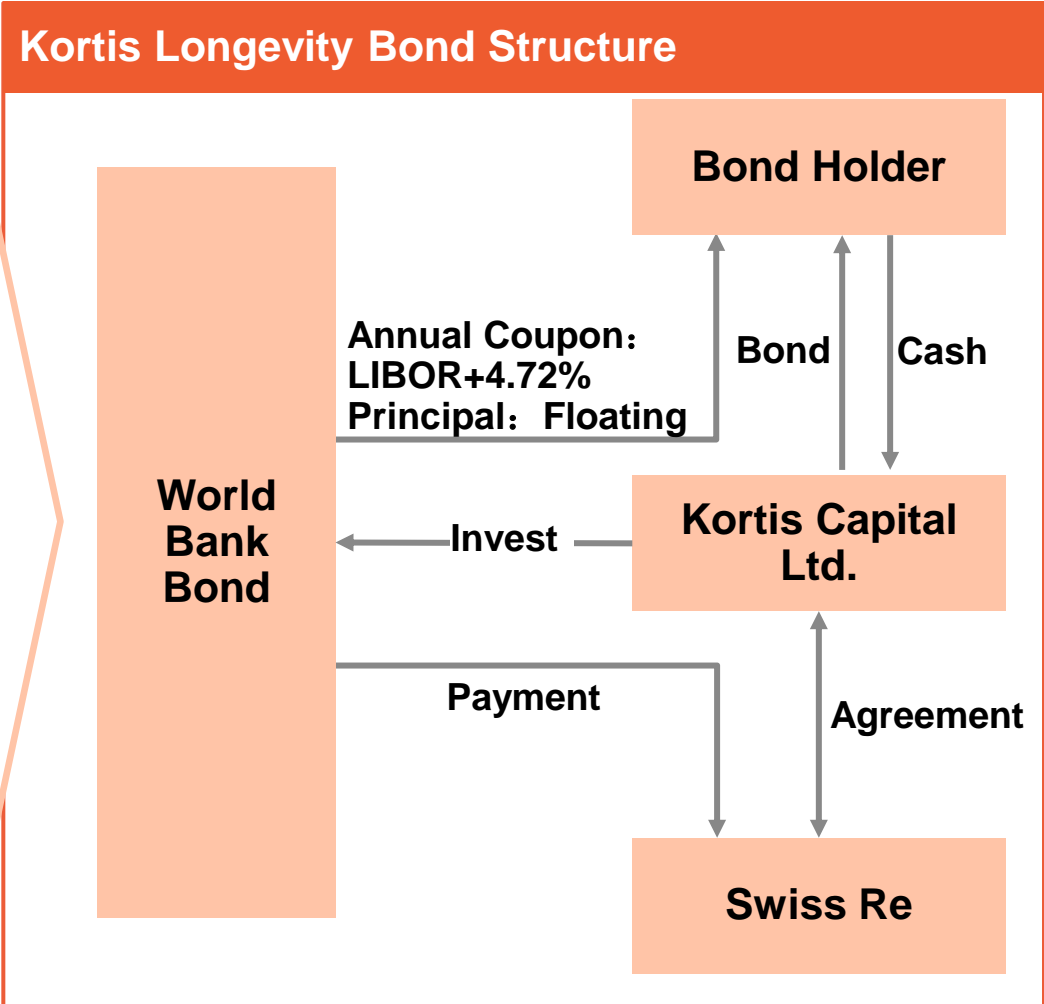 Kortis Longevity Bond Structure
Bond Holder
Annual Coupon：
LIBOR+4.72%
Principal：Floating
Bond
Cash
World
Bank
Bond
Invest
Kortis Capital
Ltd.
Payment
Agreement
Swiss Re